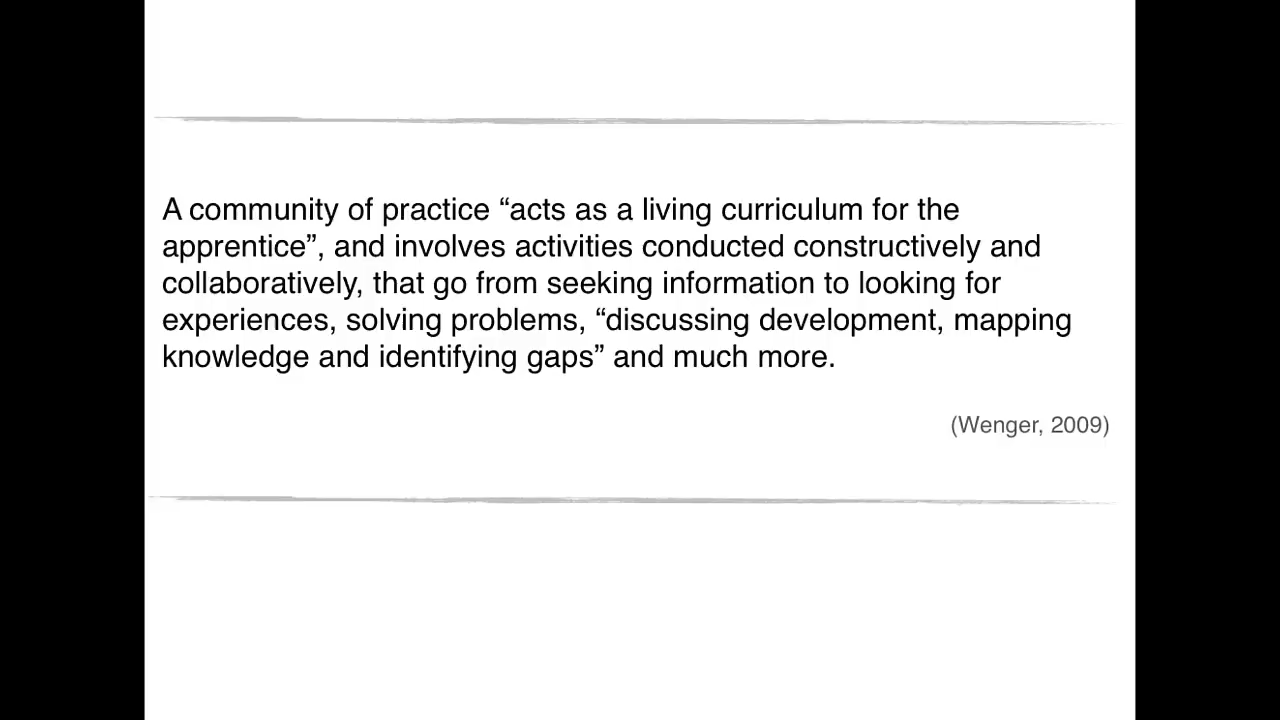 A community of practice “acts as a living curriculum for the
apprentice”, and involves activities conducted constructively and
collaboratively, that go from seeking information to looking for
experiences, solving problems, “discussing development, mapping
knowledge and identifying gaps” and much more.
(Wenger, 2009)